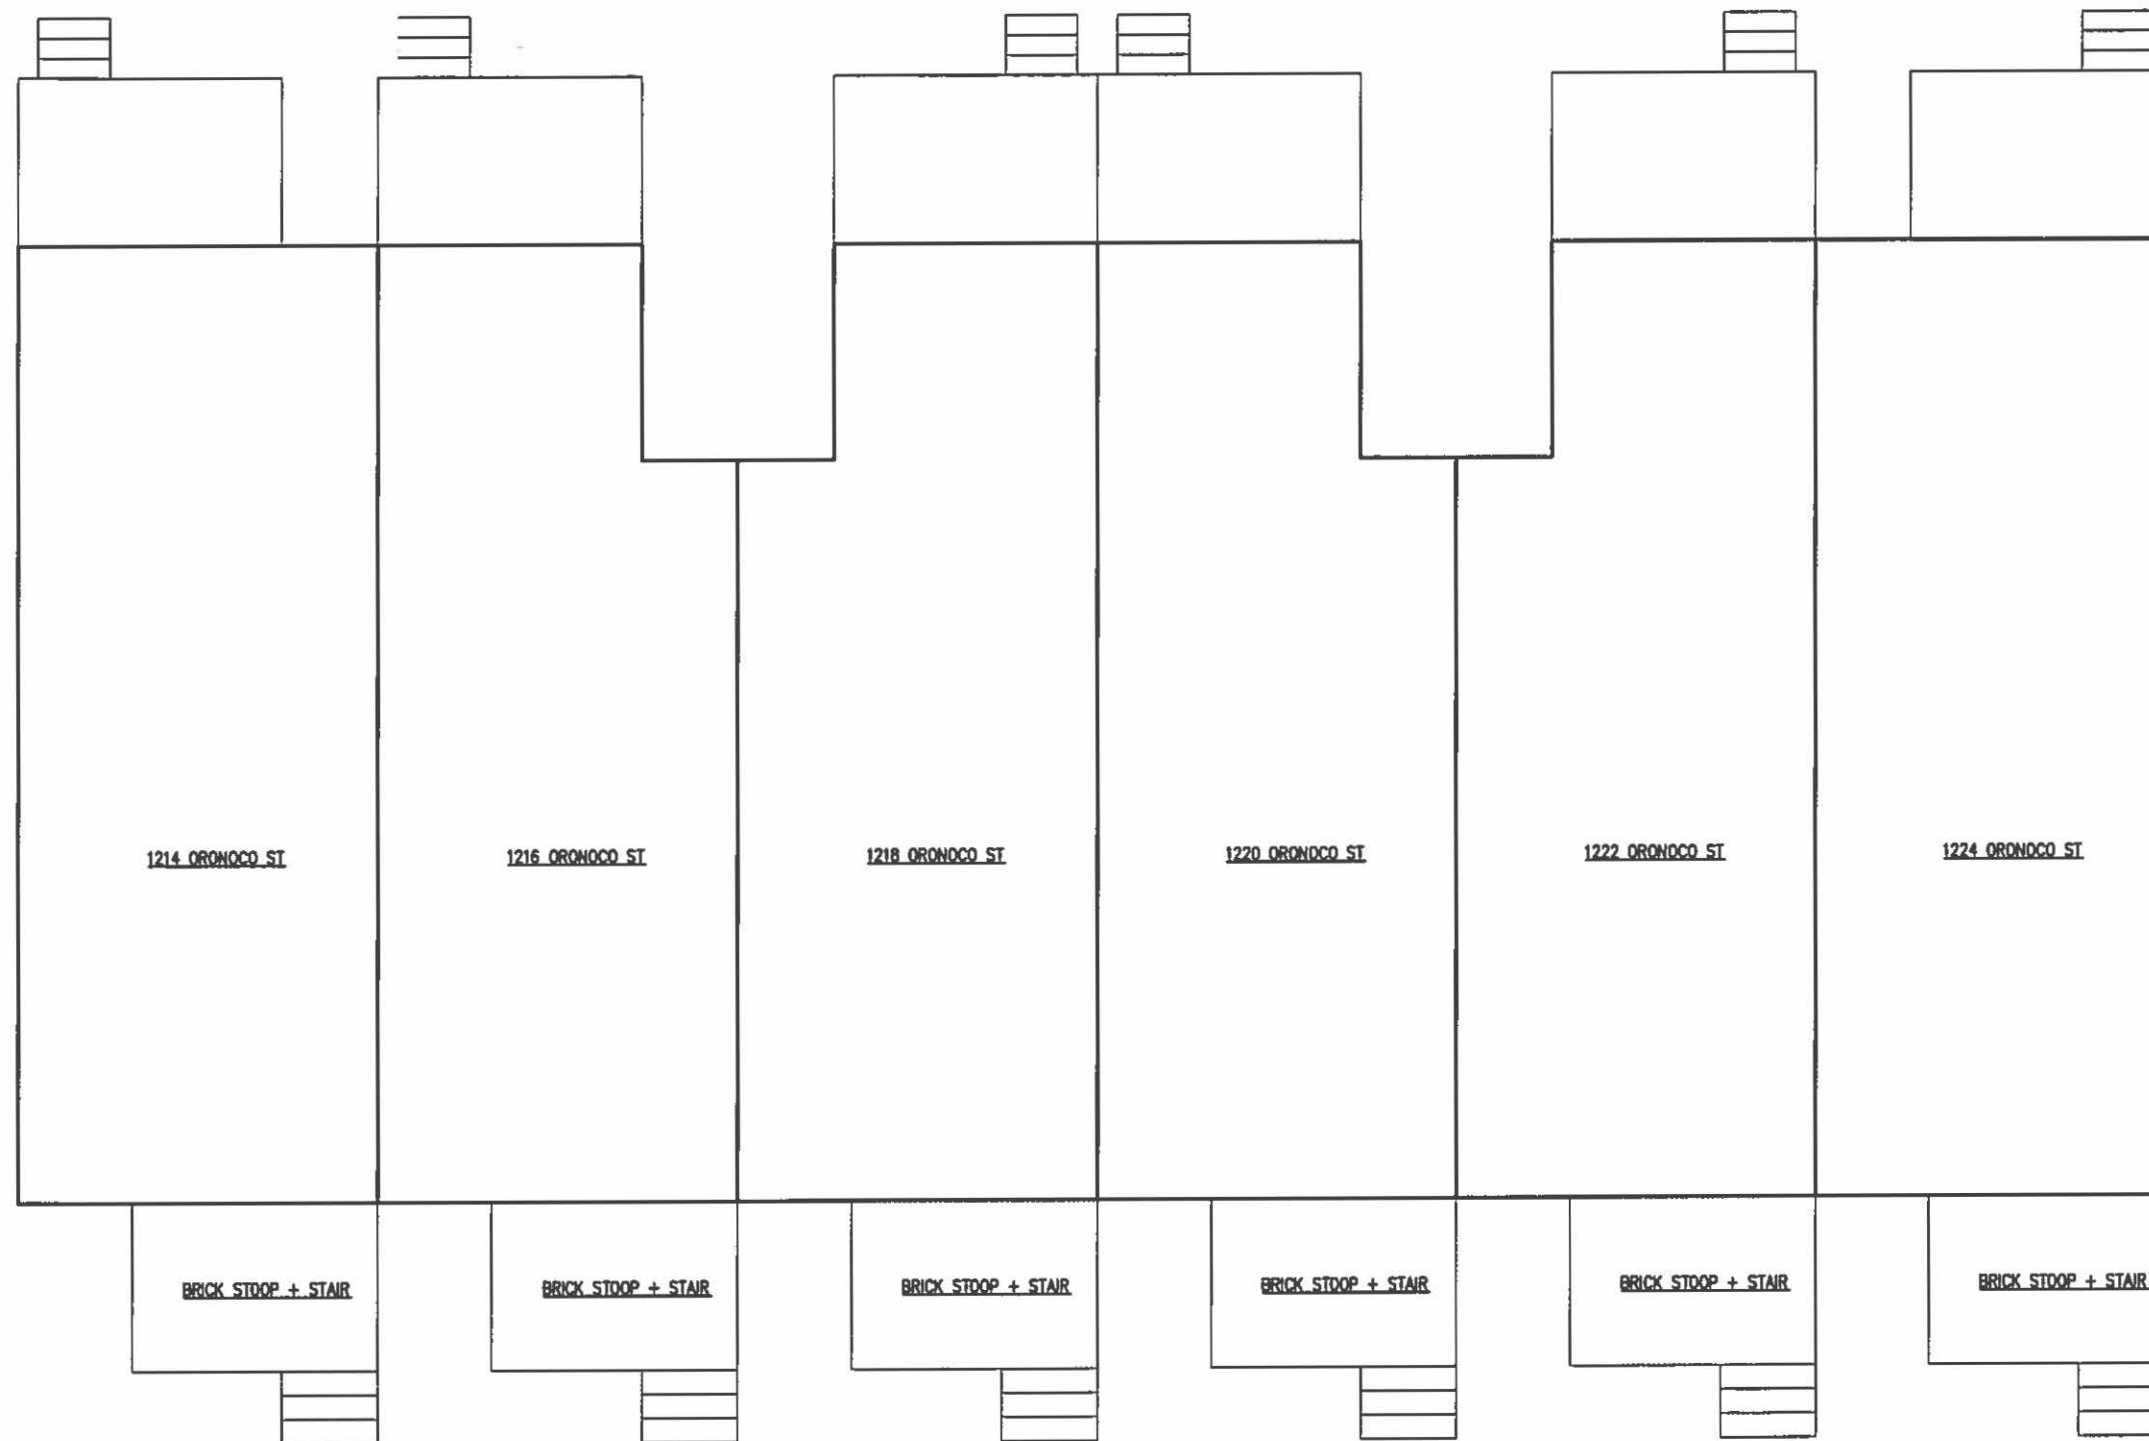 1214 ORONOCO ST
1216 ORONOCO ST
1218 ORONOCO ST
1220 ORONOCO ST
1222 ORONOCO ST
1224 ORONOCO ST
BRICK STOOP + STAIR
BRICK STOOP + STAIR
BRICK STOOP + STAIR
BRICK STOOP + STAIR
BRICK STOOP + STAIR
BRICK STOOP + STAIR